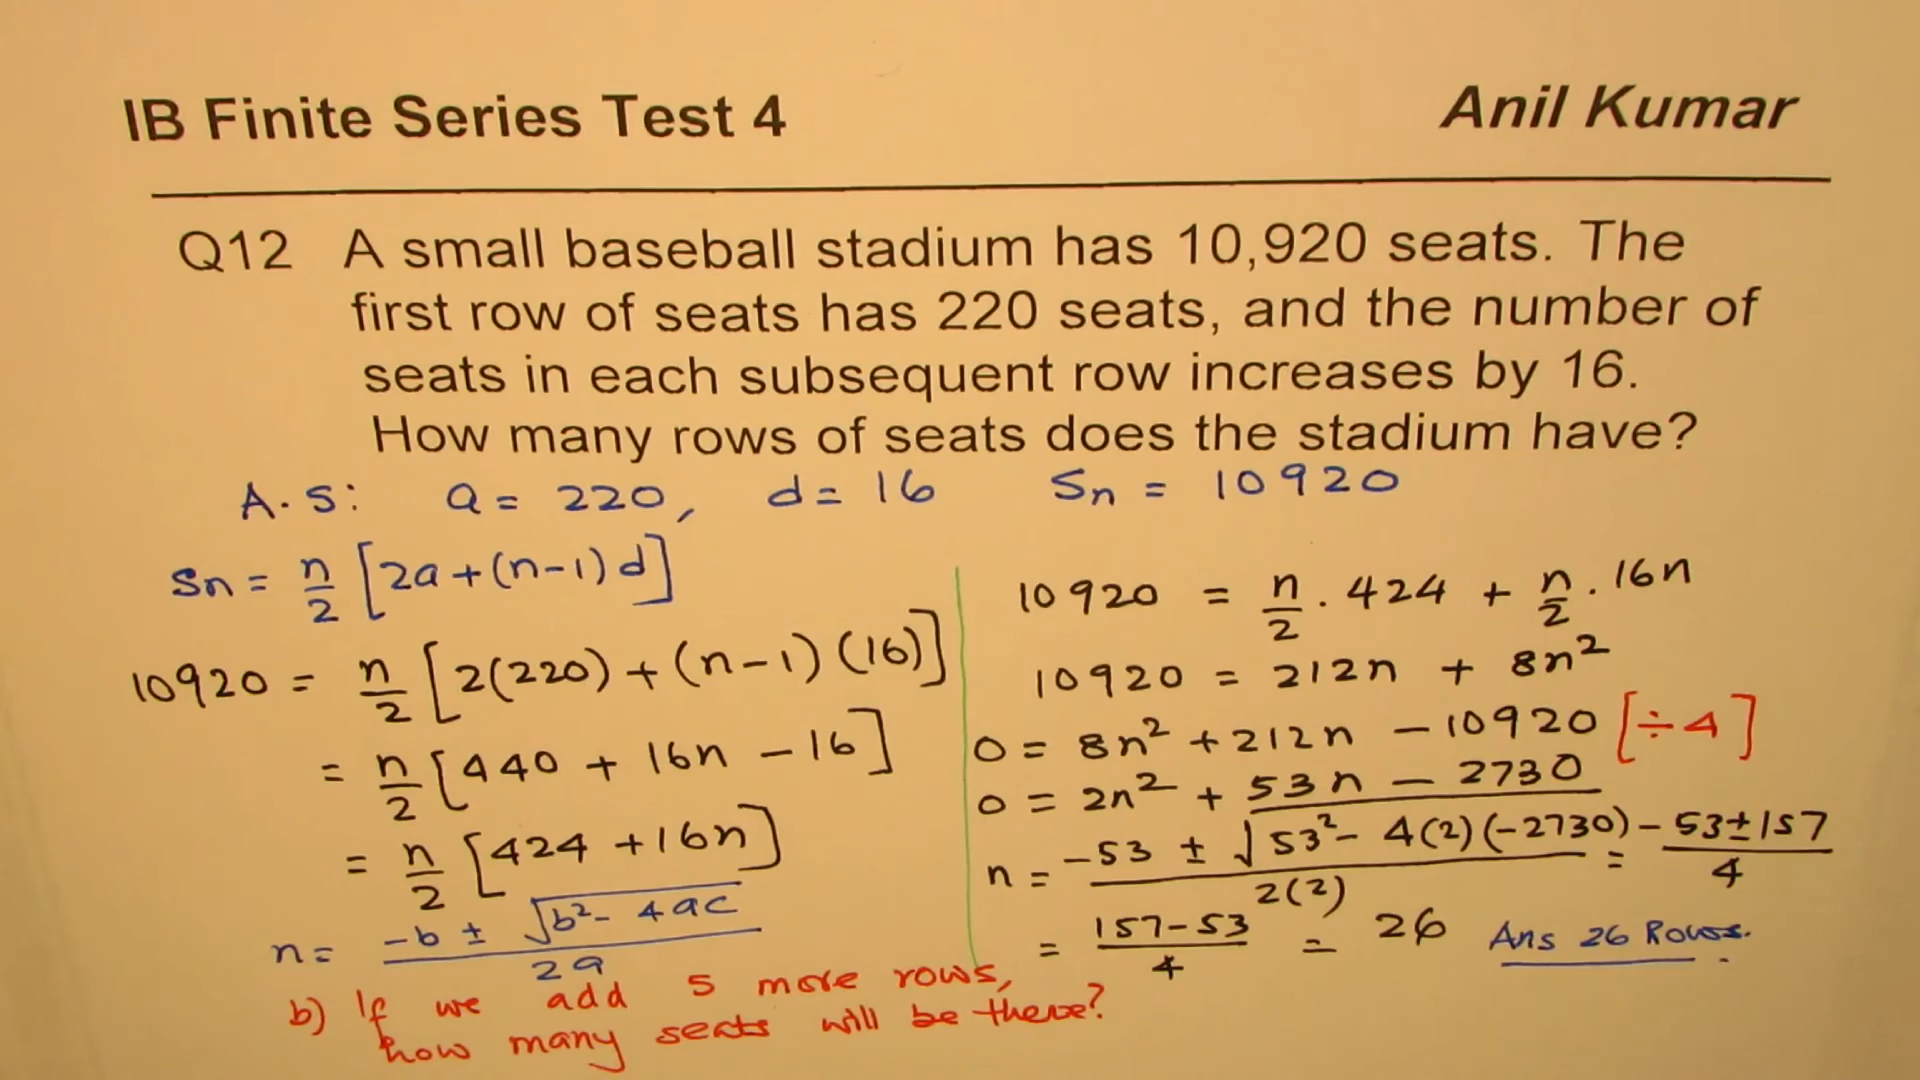 IB Finite Series Test 4
Anil Kumar
Q12 A small baseball stadium has 10,920 seats. The
first row of seats has 220 seats, and the number of
seats in each subsequent row increases by 16.
How many rows of seats does the stadium have?
A.S: a = 220, d = 16 Sn = 10920
Sn = n/2 [2a + (n-1) d]
10920 = n/2 [2(220) + (n-1) (16)]
= n/2 [440 + 16n - 16]
= n/2 [424 + 16n]
n = (-b ± √(b² - 4ac)) / 2a
10920 = n/2 . 424 + n/2 . 16n
10920 = 212n + 8n²
0 = 8n² + 212n - 10920 [÷ 4]
0 = 2n² + 53n - 2730
n = (-53 ± √(53² - 4(2)(-2730))) / 2(2) = (-53 ± 157) / 4
= (157-53) / 4 = 26 Ans 26 Rows.
b) If we add 5 more rows,
how many seats will be there?